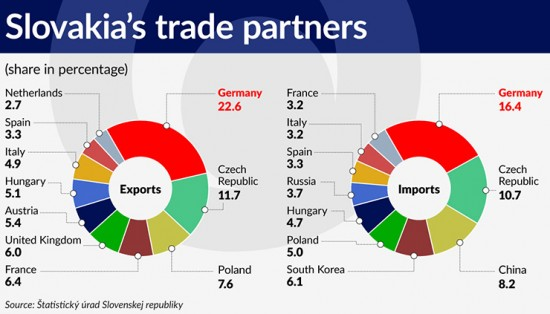 Slovakia's trade partners
(share in percentage)
Netherlands
2.7
Spain
3.3
Italy
4.9
Hungary
5.1
Austria
5.4
United Kingdom
6.0
France
6.4
Germany
22.6
Czech
Republic
11.7
Poland
7.6
Exports
France
3.2
Italy
3.2
Spain
3.3
Russia
3.7
Hungary
4.7
Poland
5.0
South Korea
6.1
Germany
16.4
Czech
Republic
10.7
China
8.2
Imports
Source: Štatistický úrad Slovenskej republiky